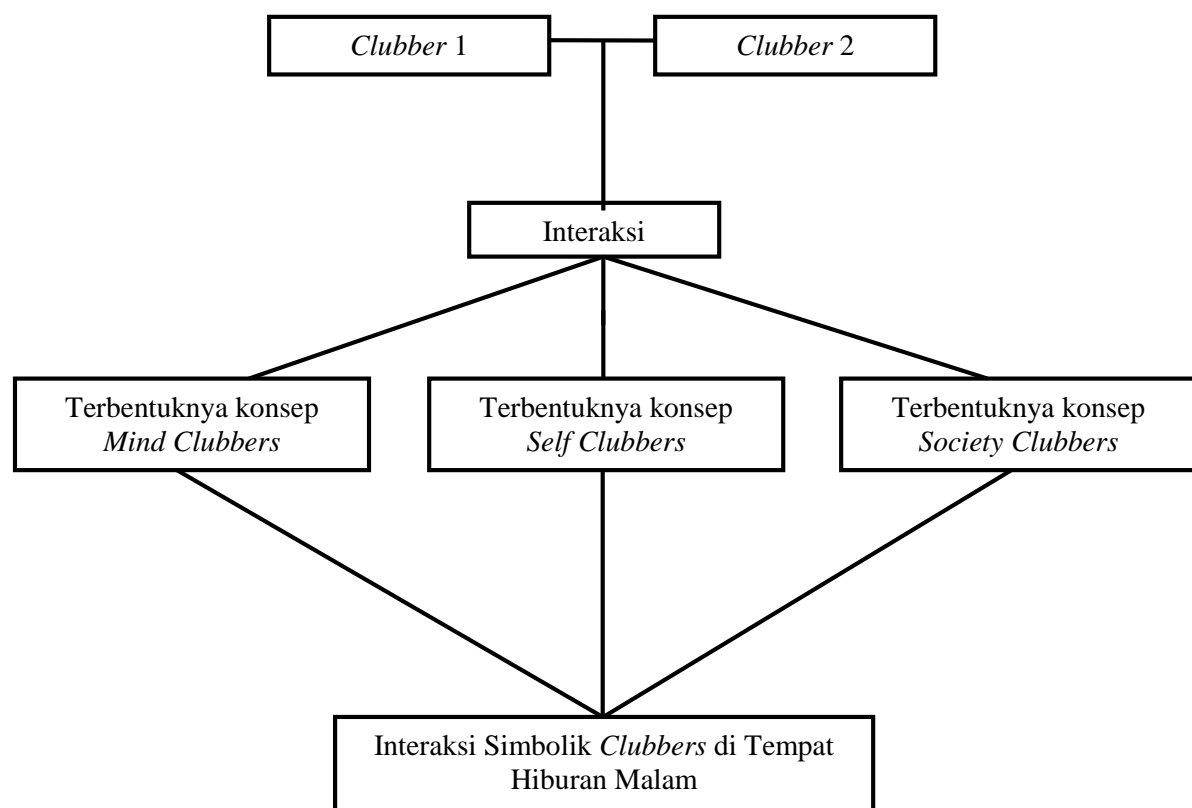 Clubber 1
Clubber 2
Interaksi
Terbentuknya konsep
Mind Clubbers
Terbentuknya konsep
Self Clubbers
Terbentuknya konsep
Society Clubbers
Interaksi Simbolik Clubbers di Tempat
Hiburan Malam